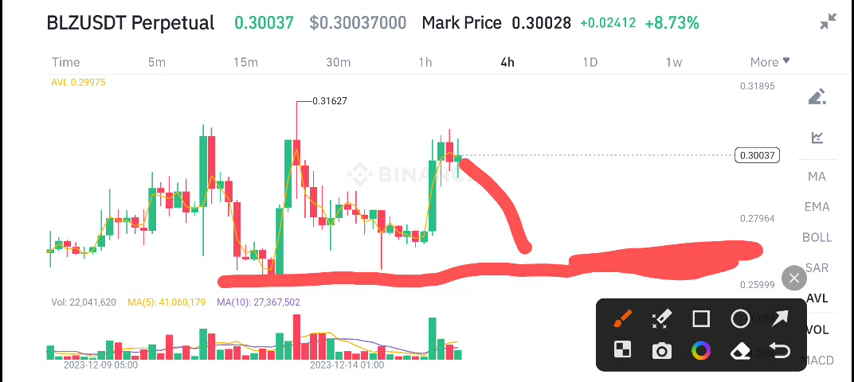 BLZUSDT Perpetual 0.30037 $0.30037000 Mark Price 0.30028 +0.02412 +8.73%
Time 5m 15m 30m 1h 4h 1D 1w More
AVL 0.29975
0.31895
0.31627
0.30037
BINANC
MA
EMA
0.27964
BOLL
SAR
0.25999
AVL
Vol: 22,041,620 MA(5): 41,060,179 MA(10): 27,367,502
VOL
MACD
2023-12-09 05:00 2023-12-14 01:00